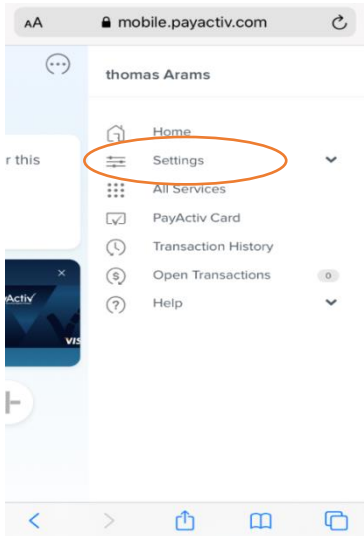 AA mobile.payactiv.com
thomas Arams
Home
r this
Settings
All Services
PayActiv Card
Transaction History
Open Transactions 0
Activ
Help
VIS